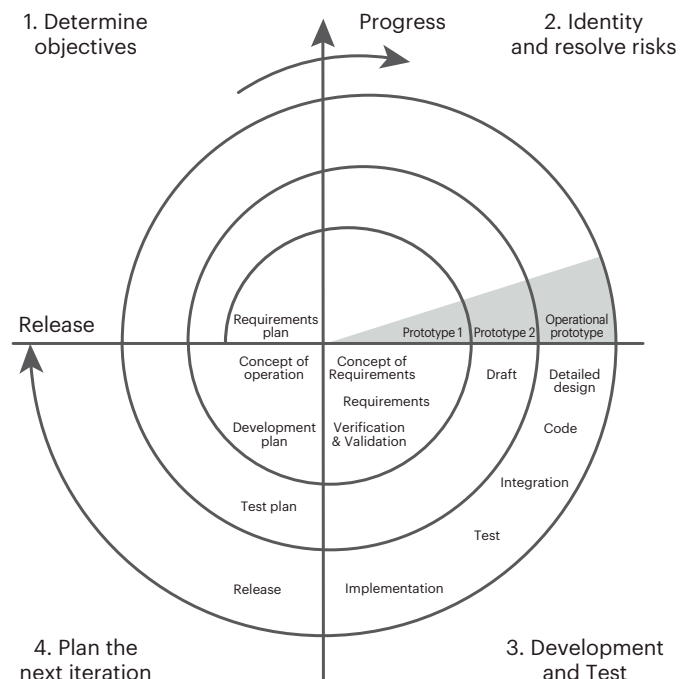 1. Determine
objectives
Progress
2. Identity
and resolve risks
Release
Requirements
plan
Prototype 1
Prototype 2
Operational
prototype
Concept of
operation
Concept of
Requirements
Draft
Detailed
design
Requirements
Development
plan
Verification
& Validation
Code
Integration
Test plan
Test
Release
Implementation
4. Plan the
next iteration
3. Development
and Test